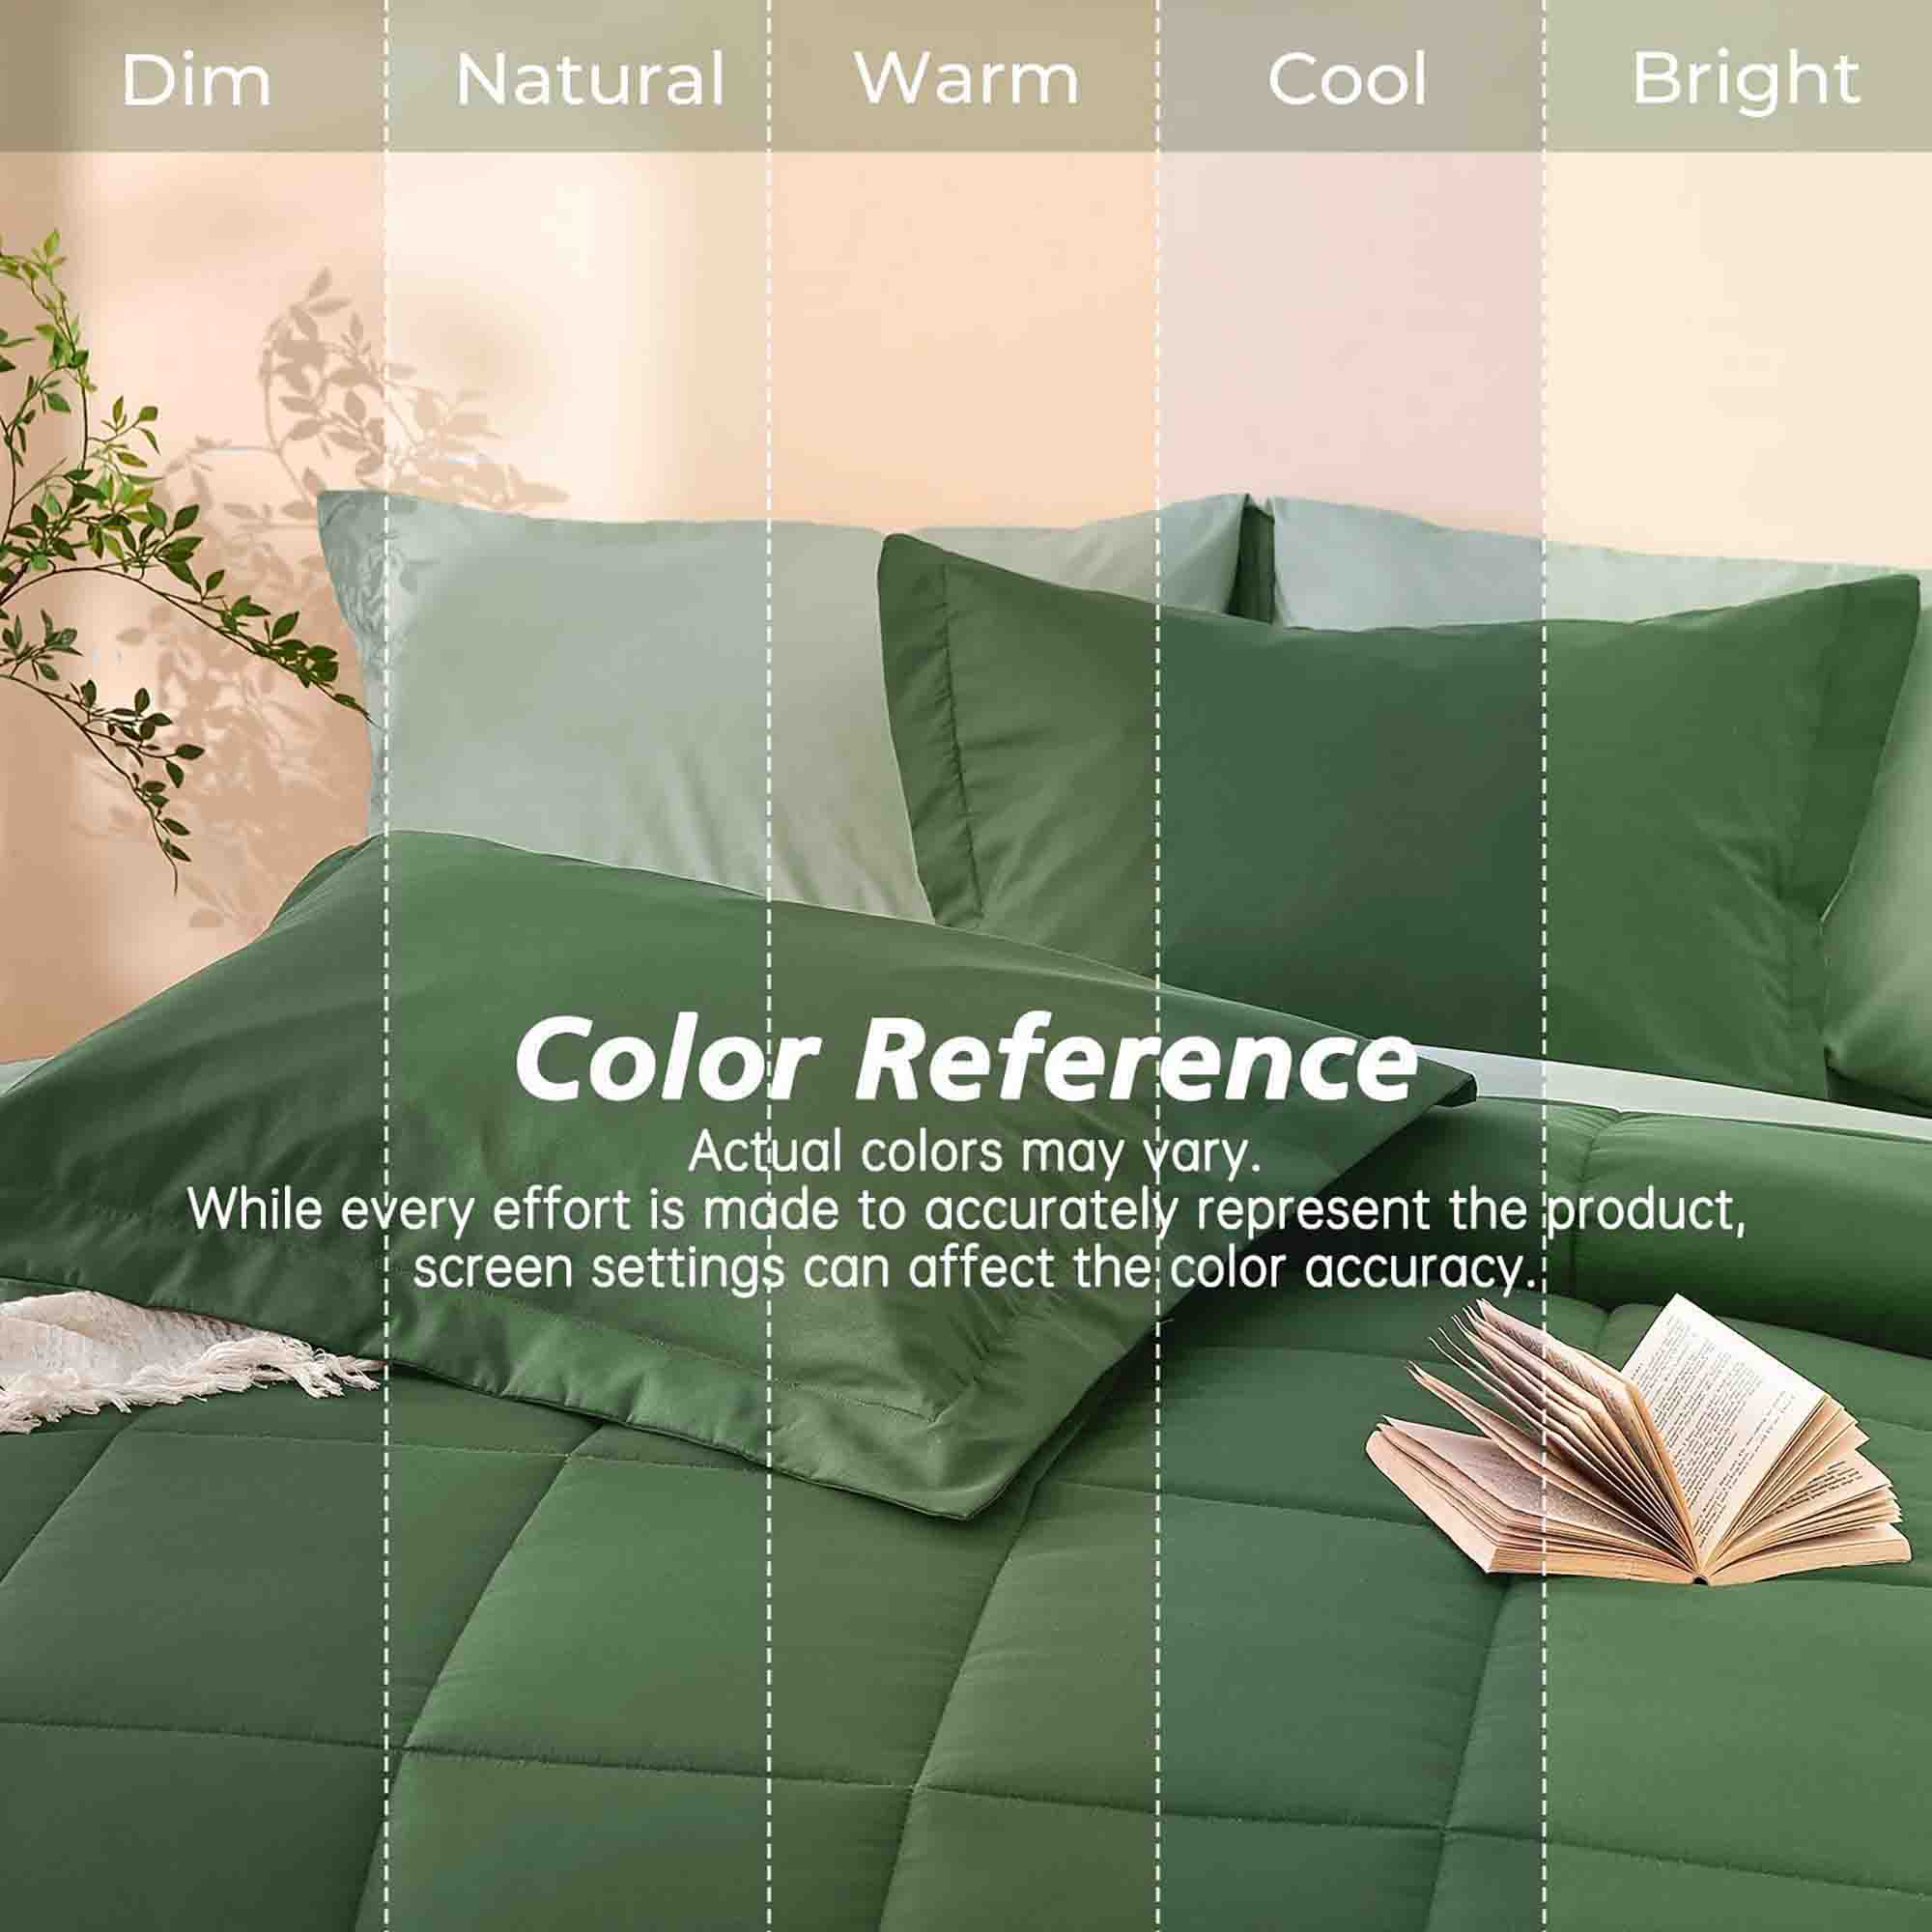 Dim Natural Warm Cool Bright
Color Reference
Actual colors may vary.
While every effort is made to accurately represent the product,
screen settings can affect the color accuracy.